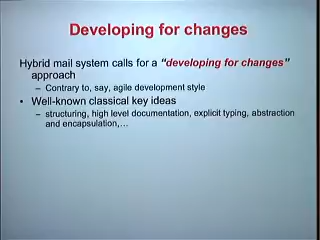 Developing for changes
Hybrid mail system calls for a "developing for changes"
approach
– Contrary to, say, agile development style
• Well-known classical key ideas
– structuring, high level documentation, explicit typing, abstraction
and encapsulation,…